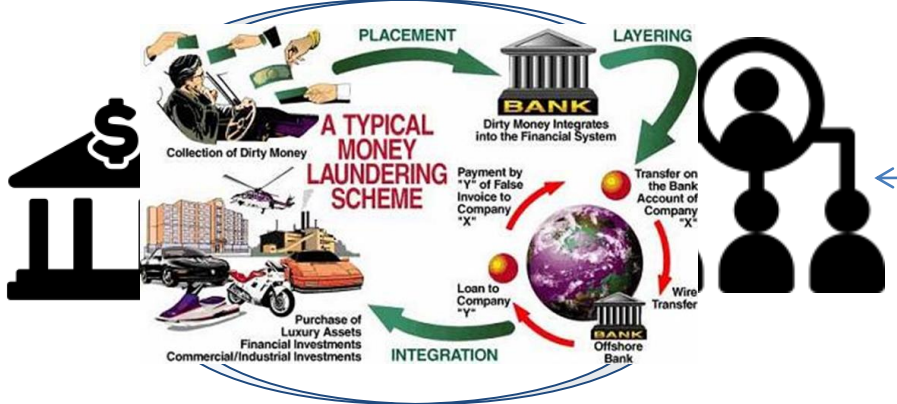 PLACEMENT
LAYERING
$
BANK
Dirty Money Integrates
into the Financial System
Collection of Dirty Money
A TYPICAL
MONEY
LAUNDERING
SCHEME
Payment by
"Y" of False
Invoice to
Company
"X"
Transfer on
the Bank
Account of
Company
"X"
Loan to
Company
"Y"
Wire
Transfer
BANK
Offshore
Bank
Purchase of
Luxury Assets
Financial Investments
Commercial/Industrial Investments
INTEGRATION